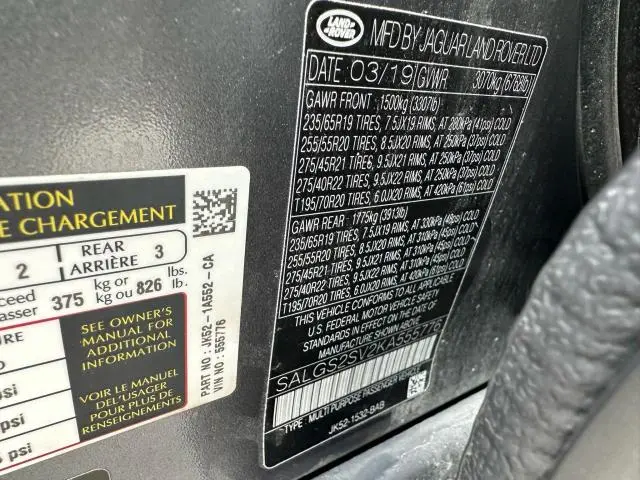 LAND ROVER
MFD BY JAGUAR LAND ROVER LTD
DATE 03/19 GVWR 3070kg (6768lb)
GAWR FRONT : 1500kg (3307lb)
235/65R19 TIRES, 7.5JX19 RIMS, AT 280kPa (41psi) COLD
255/55R20 TIRES, 8.5JX20 RIMS, AT 250kPa (37psi) COLD
275/45R21 TIRES, 9.5JX21 RIMS, AT 250kPa (37psi) COLD
275/40R22 TIRES, 9.5JX22 RIMS, AT 250kPa (37psi) COLD
T195/70R20 TIRES, 6.0JX20 RIMS, AT 420kPa (61psi) COLD
GAWR REAR : 1775kg (3913lb)
235/65R19 TIRES, 7.5JX19 RIMS, AT 330kPa (48psi) COLD
255/55R20 TIRES, 8.5JX20 RIMS, AT 310kPa (45psi) COLD
275/45R21 TIRES, 9.5JX21 RIMS, AT 310kPa (45psi) COLD
275/40R22 TIRES, 9.5JX22 RIMS, AT 310kPa (45psi) COLD
T195/70R20 TIRES, 6.0JX20 RIMS, AT 420kPa (61psi) COLD
THIS VEHICLE CONFORMS TO ALL APPLICABLE
U.S. FEDERAL MOTOR VEHICLE SAFETY
STANDARDS IN EFFECT ON THE DATE OF
MANUFACTURE SHOWN ABOVE.
SALGS2SV2KA555776
TYPE : MULTI PURPOSE PASSENGER VEHICLE
JK52-1532-BAB
ATION
E CHARGEMENT
2 REAR ARRIÈRE 3
xceed
asser 375 kg or kg ou 826 lbs. lb.
URE
SEE OWNER'S
MANUAL FOR
ADDITIONAL
INFORMATION
VOIR LE MANUEL
DEL'USAGER
POUR PLUS DE
RENSEIGNEMENTS
psi
psi
PART NO : JK52-1A552-CA
VIN NO : 555776